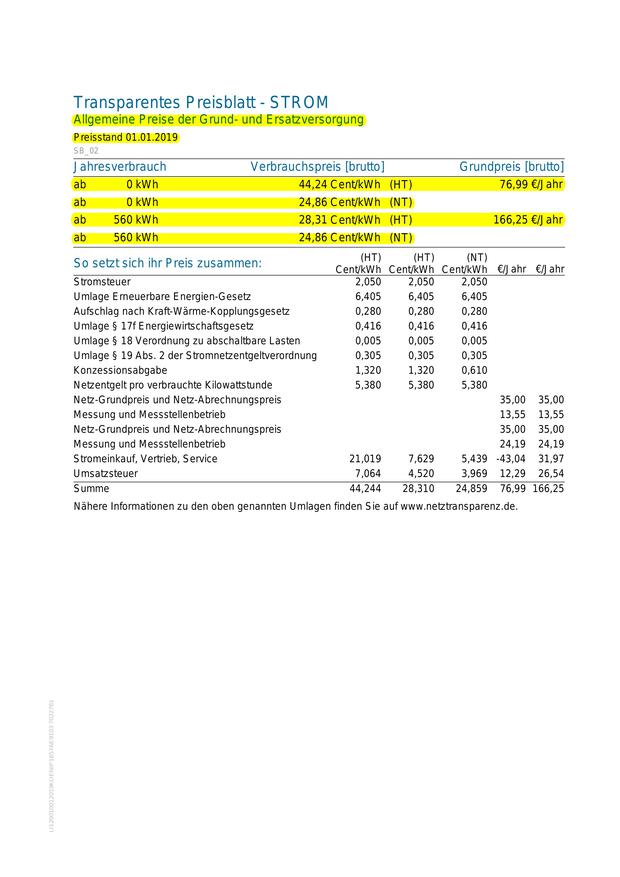 Transparentes Preisblatt - STROM
Allgemeine Preise der Grund- und Ersatzversorgung
Preisstand 01.01.2019
SB_02
Jahresverbrauch Verbrauchspreis [brutto] Grundpreis [brutto]
ab 0 kWh 44,24 Cent/kWh (HT) 76,99 €/Jahr
ab 0 kWh 24,86 Cent/kWh (NT)
ab 560 kWh 28,31 Cent/kWh (HT) 166,25 €/Jahr
ab 560 kWh 24,86 Cent/kWh (NT)
(HT) (HT) (NT)
So setzt sich ihr Preis zusammen: Cent/kWh Cent/kWh Cent/kWh €/Jahr €/Jahr
Stromsteuer 2,050 2,050 2,050
Umlage Erneuerbare Energien-Gesetz 6,405 6,405 6,405
Aufschlag nach Kraft-Wärme-Kopplungsgesetz 0,280 0,280 0,280
Umlage § 17f Energiewirtschaftsgesetz 0,416 0,416 0,416
Umlage § 18 Verordnung zu abschaltbare Lasten 0,005 0,005 0,005
Umlage § 19 Abs. 2 der Stromnetzentgeltverordnung 0,305 0,305 0,305
Konzessionsabgabe 1,320 1,320 0,610
Netzentgelt pro verbrauchte Kilowattstunde 5,380 5,380 5,380
Netz-Grundpreis und Netz-Abrechnungspreis 35,00 35,00
Messung und Messstellenbetrieb 13,55 13,55
Netz-Grundpreis und Netz-Abrechnungspreis 35,00 35,00
Messung und Messstellenbetrieb 24,19 24,19
Stromeinkauf, Vertrieb, Service 21,019 7,629 5,439 -43,04 31,97
Umsatzsteuer 7,064 4,520 3,969 12,29 26,54
Summe 44,244 28,310 24,859 76,99 166,25
Nähere Informationen zu den oben genannten Umlagen finden Sie auf www.netztransparenz.de.